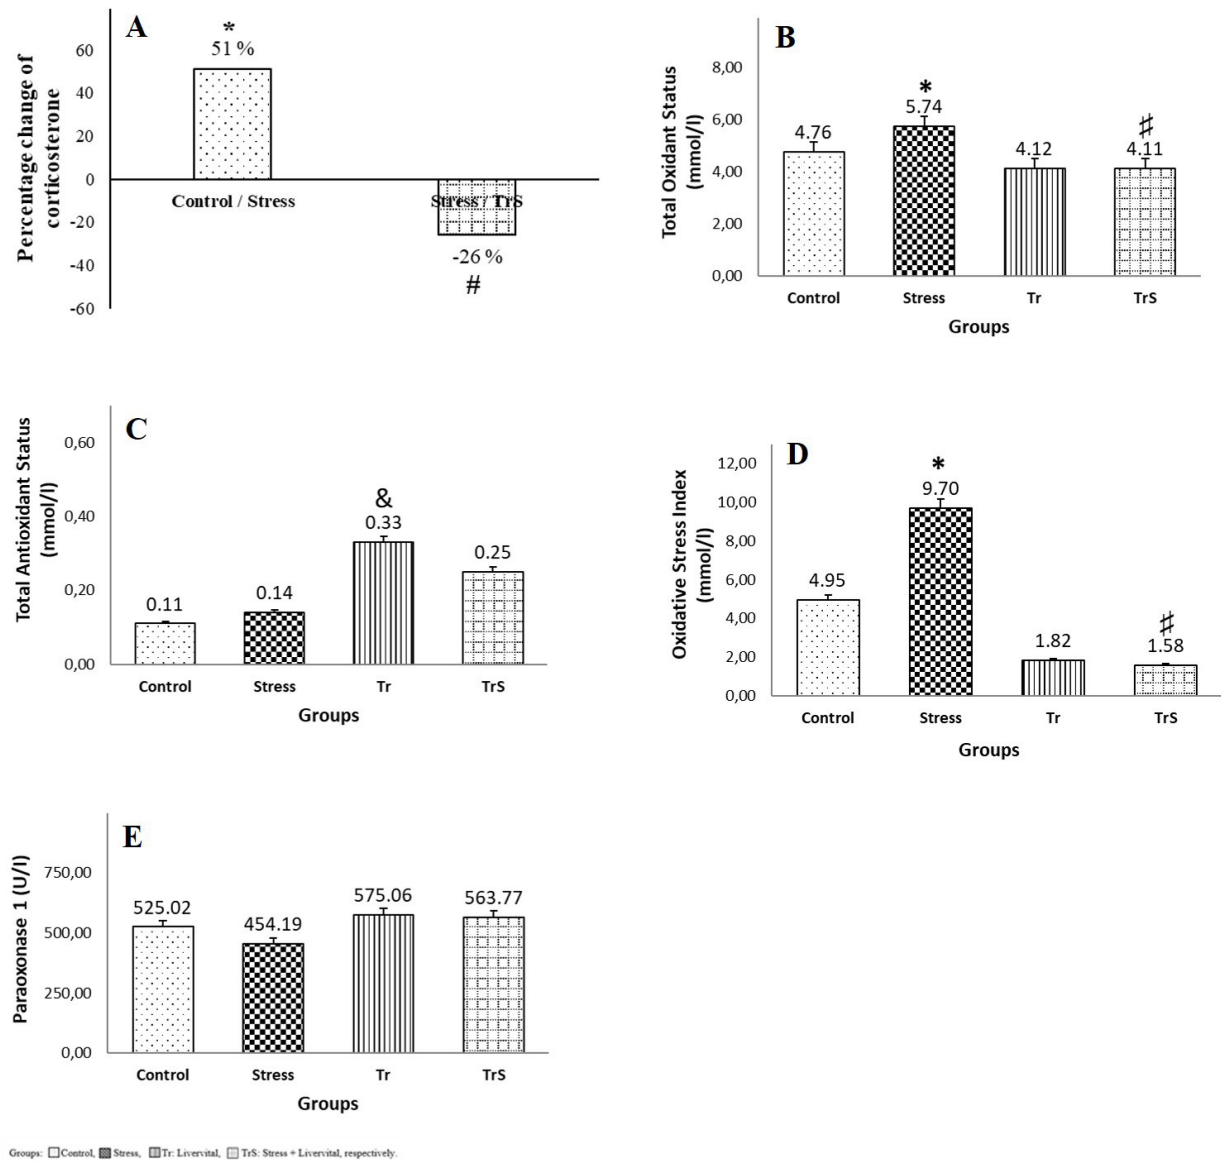 A
*
51 %
Percentage change of
corticosterone
60
40
20
0
-20
-40
-60
Control / Stress
Stress / TrS
-26 %
#
B
Total Oxidant Status
(mmol/l)
8,00
6,00
4,00
2,00
0,00
4.76
*
5.74
4.12
♯
4.11
Control Stress Tr TrS
Groups
C
Total Antioxidant Status
(mmol/l)
0,60
0,40
0,20
0,00
0.11
0.14
&
0.33
0.25
Control Stress Tr TrS
Groups
D
Oxidative Stress Index
(mmol/l)
12,00
10,00
8,00
6,00
4,00
2,00
0,00
4.95
*
9.70
1.82
♯
1.58
Control Stress Tr TrS
Groups
E
Paraoxonase 1 (U/l)
750,00
500,00
250,00
0,00
525.02
454.19
575.06
563.77
Control Stress Tr TrS
Groups
Groups: Control, Stress, Tr: Livervital, TrS: Stress + Livervital, respectively.